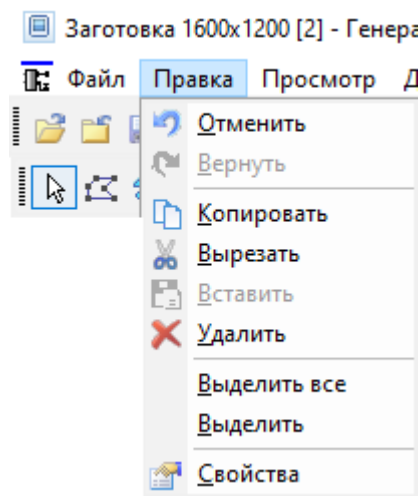 Заготовка 1600x1200 [2] - Генера
Файл Правка Просмотр Д
Отменить
Вернуть
Копировать
Вырезать
Вставить
Удалить
Выделить все
Выделить
Свойства